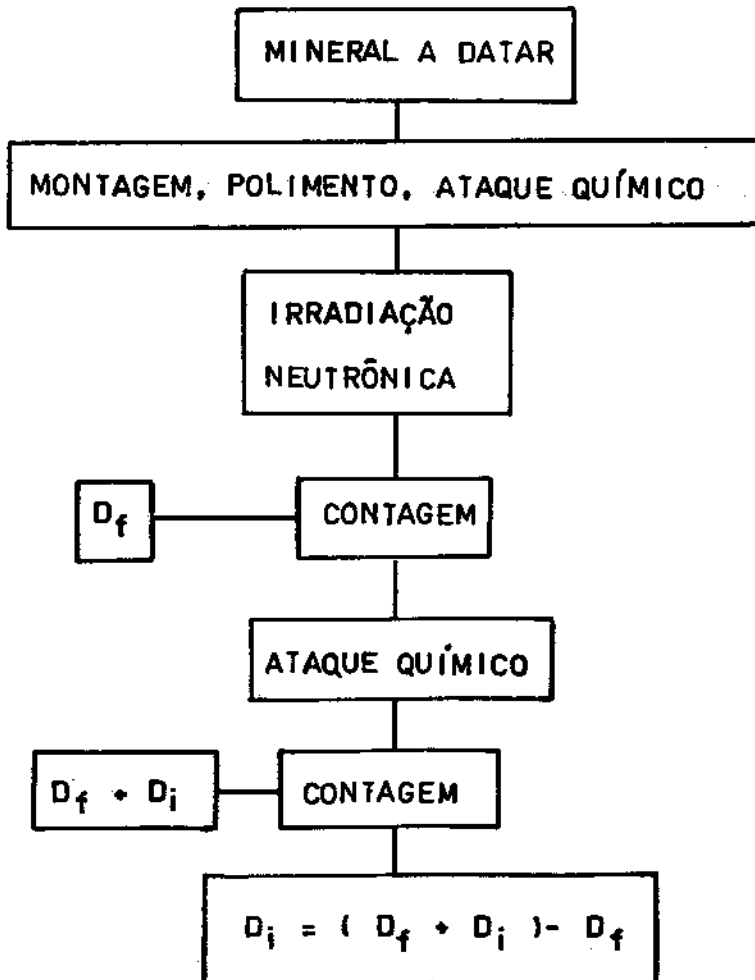 MINERAL A DATAR
MONTAGEM, POLIMENTO, ATAQUE QUÍMICO
IRRADIAÇÃO
NEUTRÔNICA
D_f
CONTAGEM
ATAQUE QUÍMICO
D_f + D_i
CONTAGEM
D_i = ( D_f + D_i ) - D_f